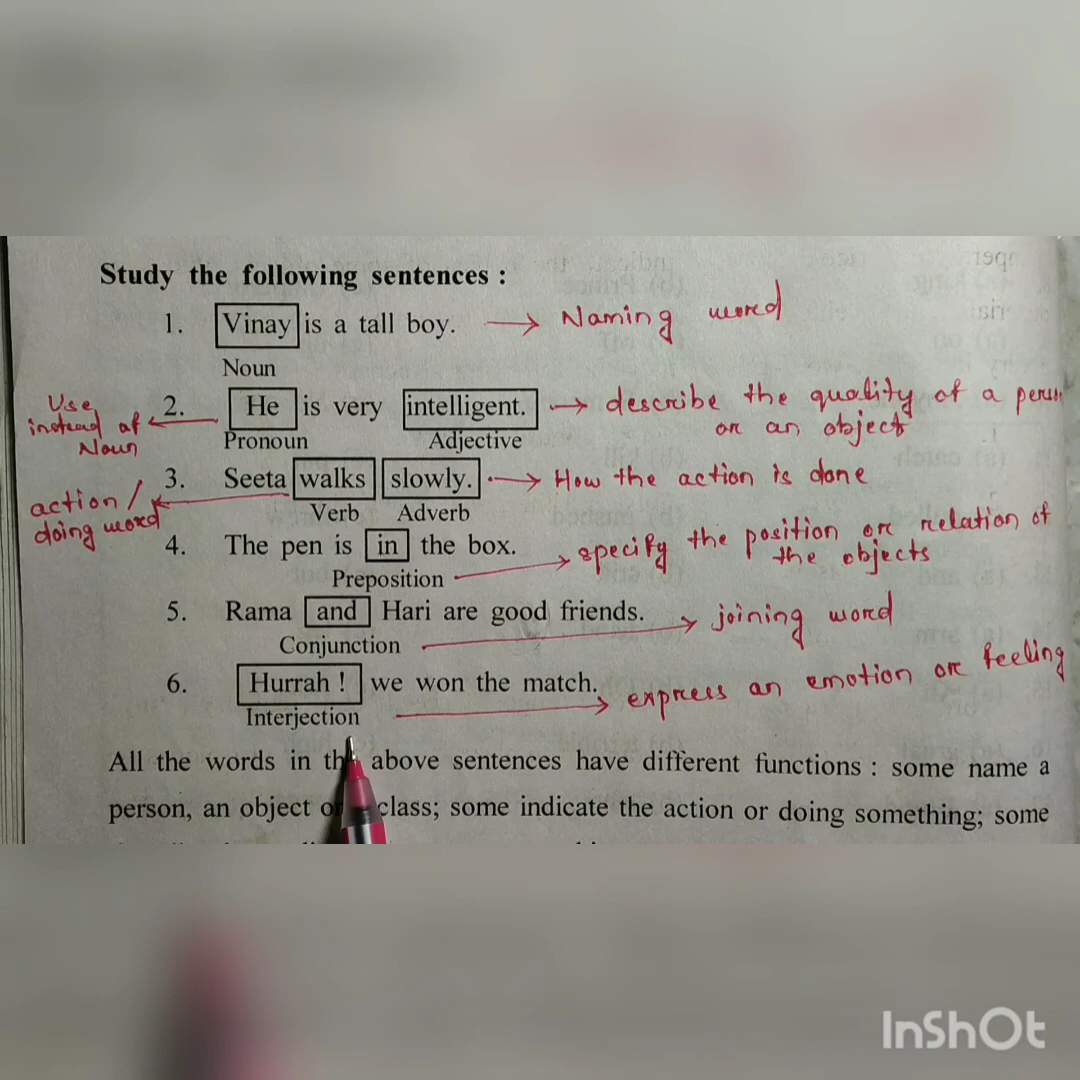 Study the following sentences :
1. Vinay is a tall boy. → Naming word
Noun
Use
instead of
Noun
2. He is very intelligent. → describe the quality of a
or an object
Pronoun Adjective
3. Seeta walks slowly. → How the action is done
action /
doing word
Verb Adverb
4. The pen is in the box.
specify the position or relation of
the objects
Preposition
5. Rama and Hari are good friends.
joining word
Conjunction
6. Hurrah ! we won the match.
express an emotion or feeling
Interjection
All the words in above sentences have different functions : some name a
person, an object class; some indicate the action or doing something; some
InShOt